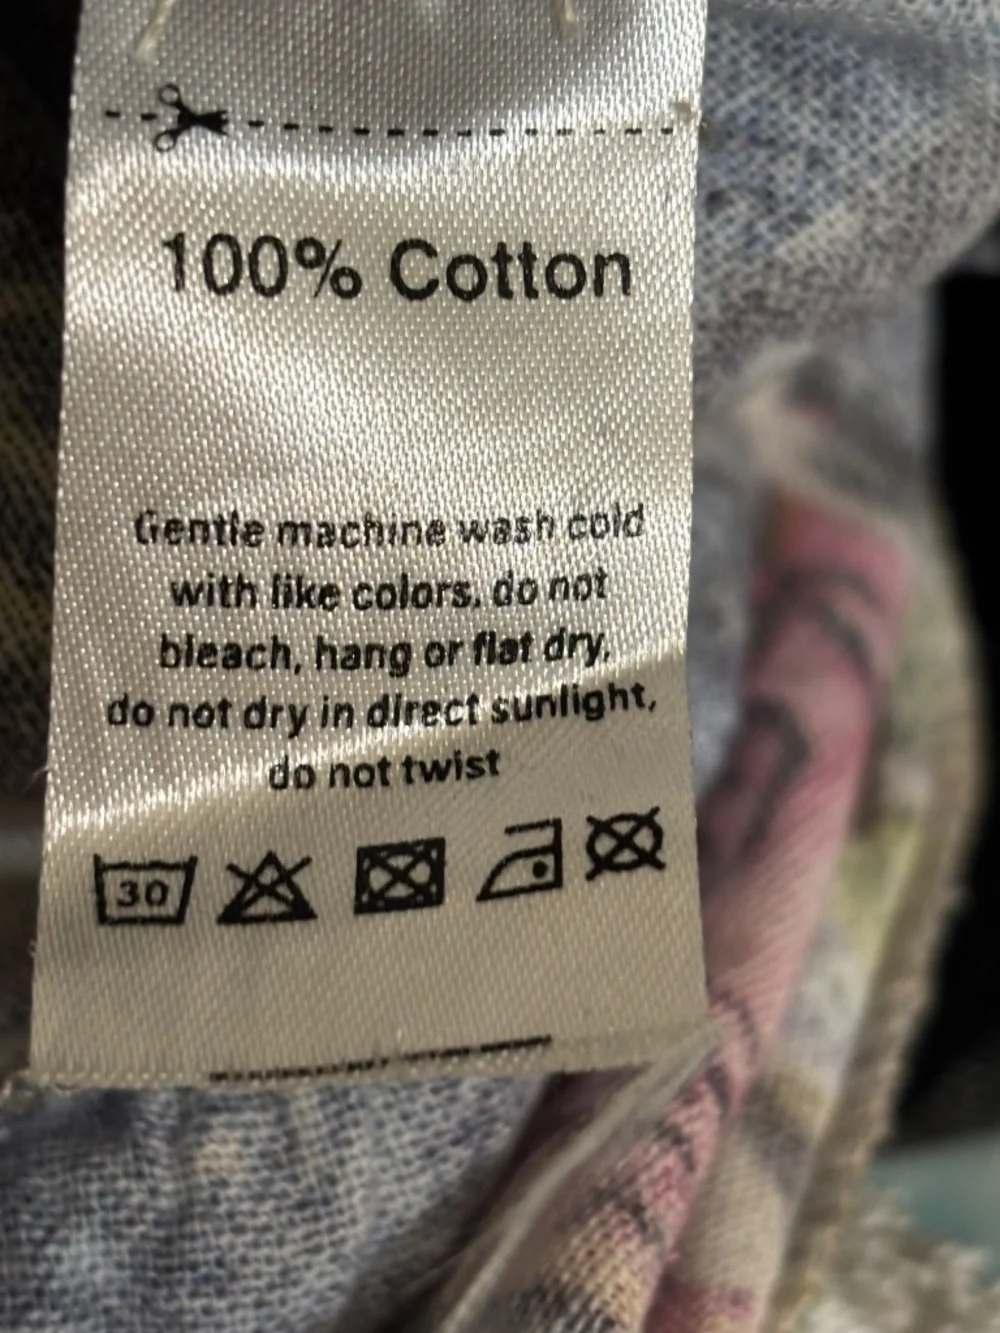 100% Cotton
Gentle machine wash cold
with like colors, do not
bleach, hang or flat dry,
do not dry in direct sunlight,
do not twist
30